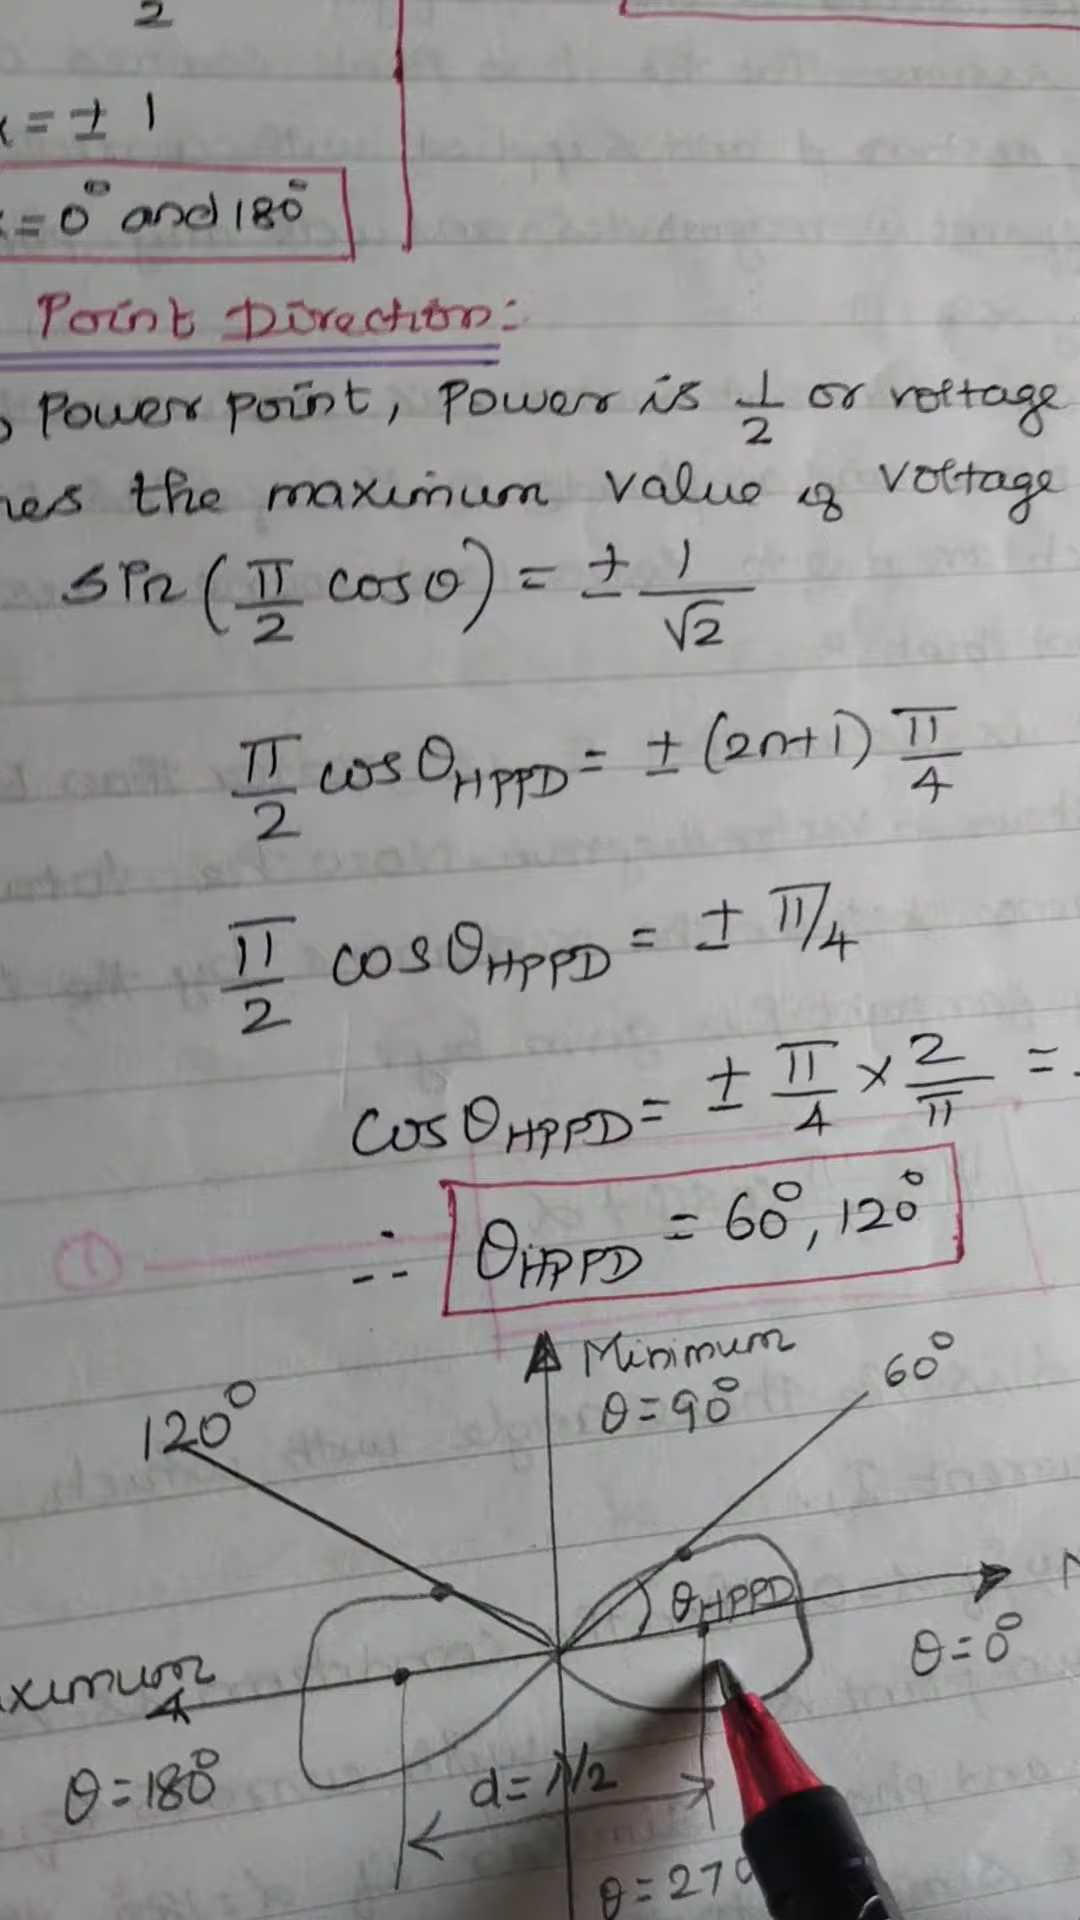 2
= ± 1
= 0° and 180°
Point Direction:
Power point, Power is 1/2 or voltage
the maximum value of voltage
sin (π/2 cosθ) = ± 1/√2
π/2 cosθHPPD = ± (2n+1) π/4
π/2 cosθHPPD = ± π/4
cosθHPPD = ± π/4 × 2/π =
∴ θHPPD = 60°, 120°
1
Minimum
θ = 90°
60°
120°
θHPPD
θ = 0°
ximum
θ = 180°
d = λ/2
θ = 270